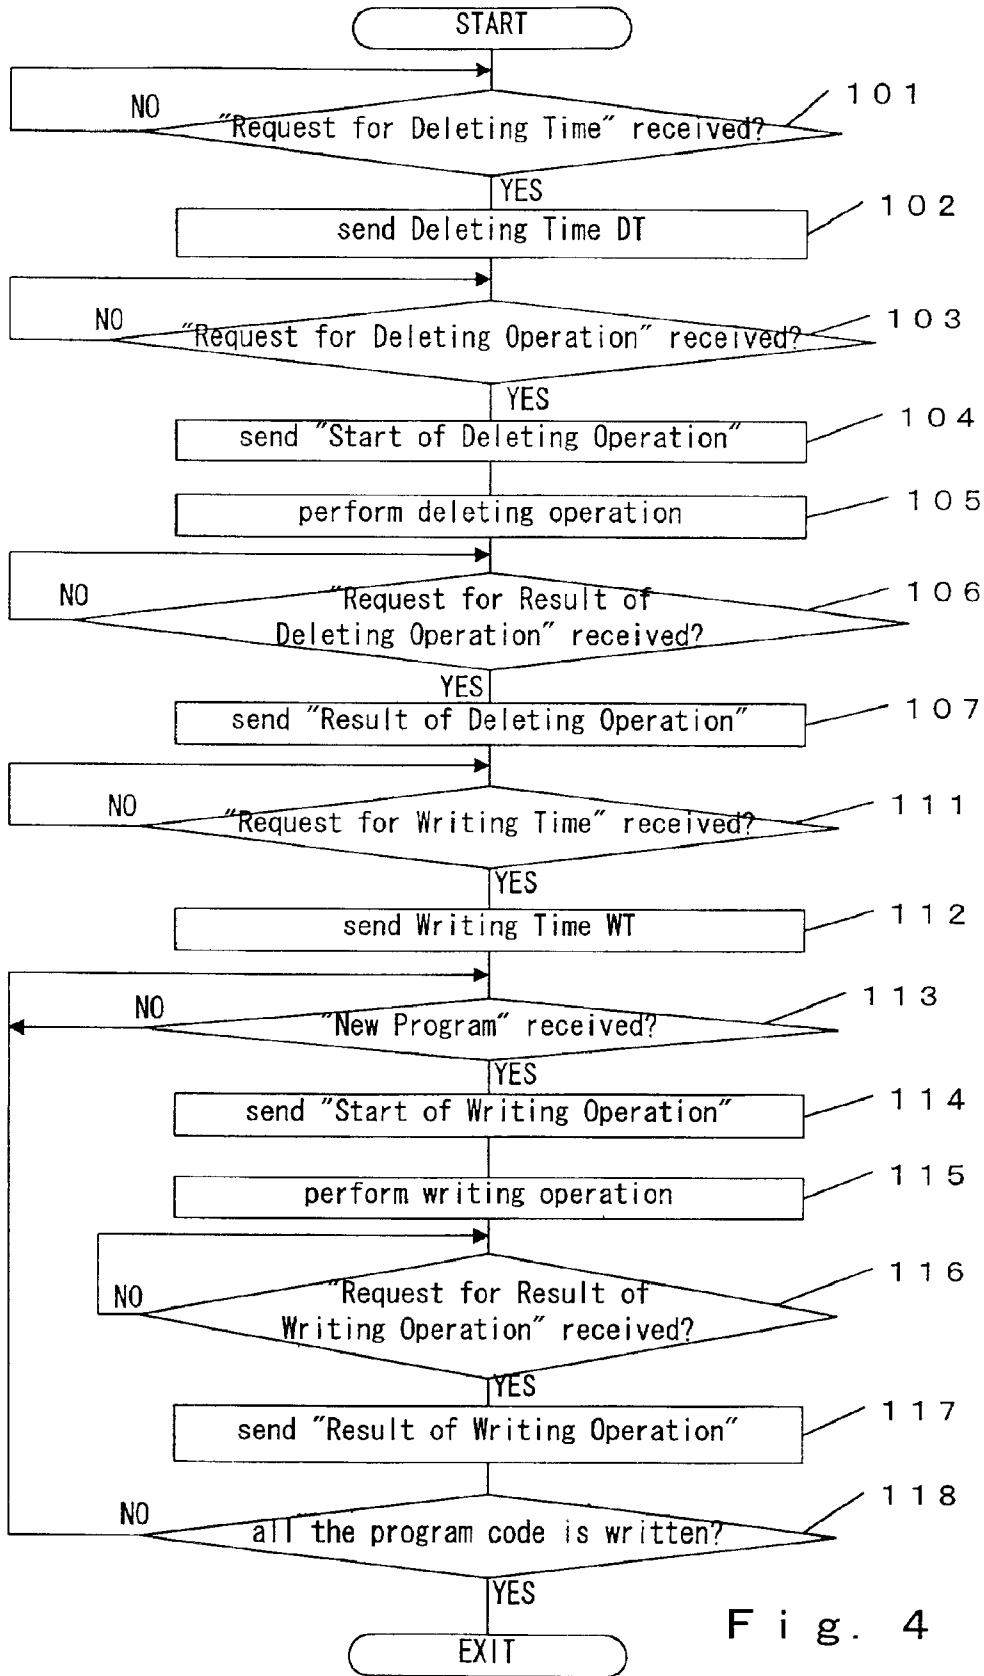 START
NO
101
"Request for Deleting Time" received?
YES
102
send Deleting Time DT
NO
103
"Request for Deleting Operation" received?
YES
104
send "Start of Deleting Operation"
105
perform deleting operation
NO
106
"Request for Result of
Deleting Operation" received?
YES
107
send "Result of Deleting Operation"
NO
111
"Request for Writing Time" received?
YES
112
send Writing Time WT
NO
113
"New Program" received?
YES
114
send "Start of Writing Operation"
115
perform writing operation
NO
116
"Request for Result of
Writing Operation" received?
YES
117
send "Result of Writing Operation"
NO
118
all the program code is written?
YES
EXIT
Fig. 4